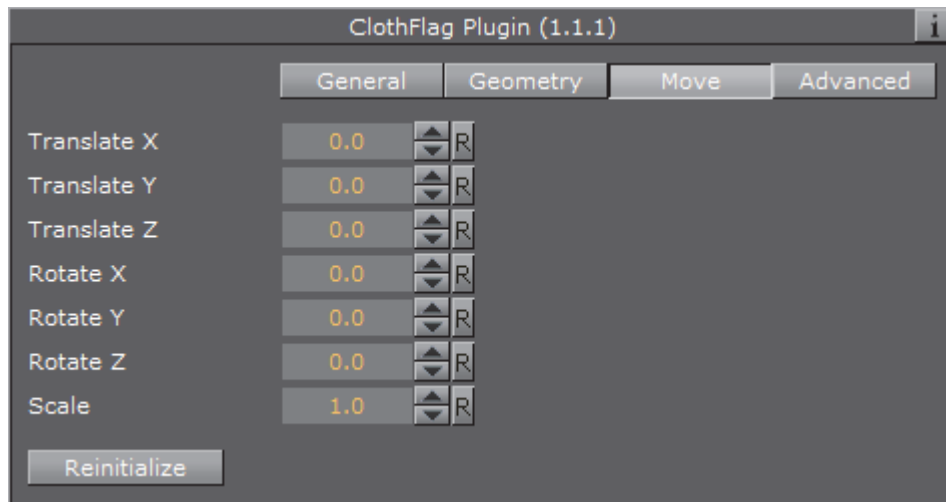 ClothFlag Plugin (1.1.1) i
General Geometry Move Advanced
Translate X 0.0 R
Translate Y 0.0 R
Translate Z 0.0 R
Rotate X 0.0 R
Rotate Y 0.0 R
Rotate Z 0.0 R
Scale 1.0 R
Reinitialize